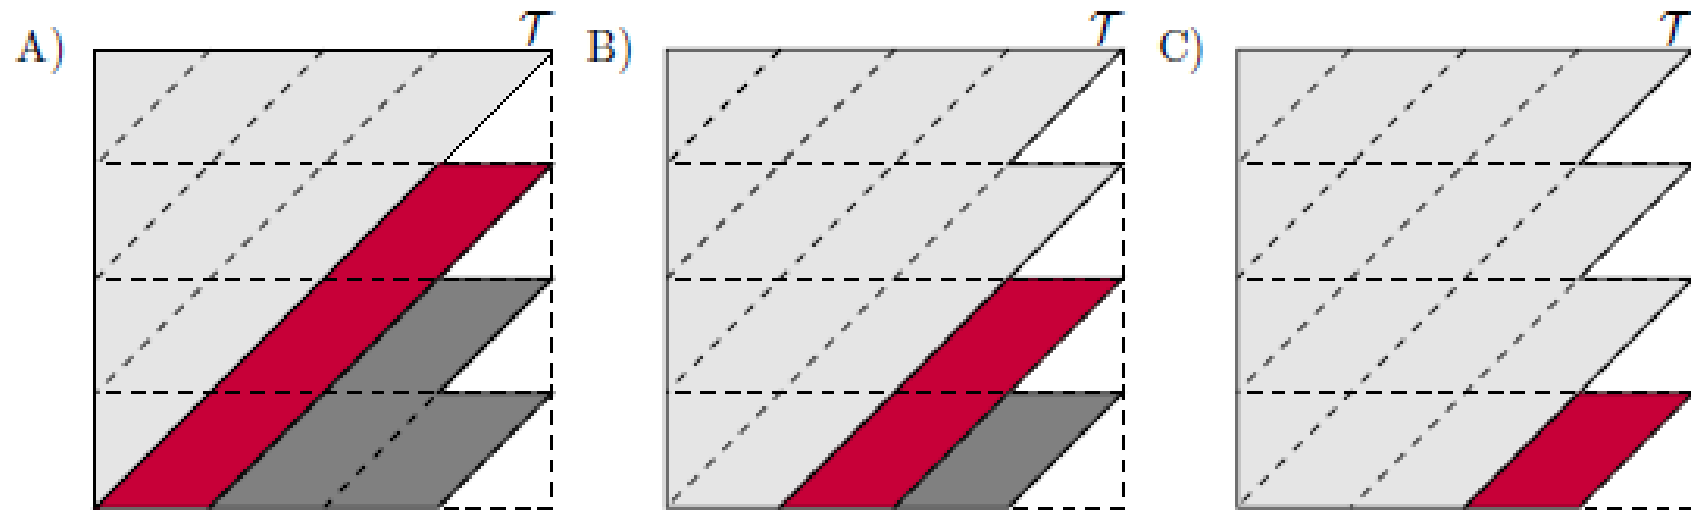 A) 𝒯 B) 𝒯 C) 𝒯